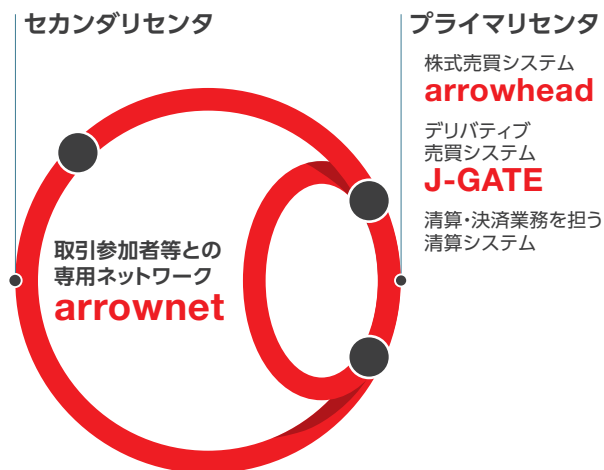 セカンダリセンタ
プライマリセンタ
株式売買システム
arrowhead
デリバティブ
売買システム
J-GATE
清算・決済業務を担う
清算システム
取引参加者等との
専用ネットワーク
arrownet